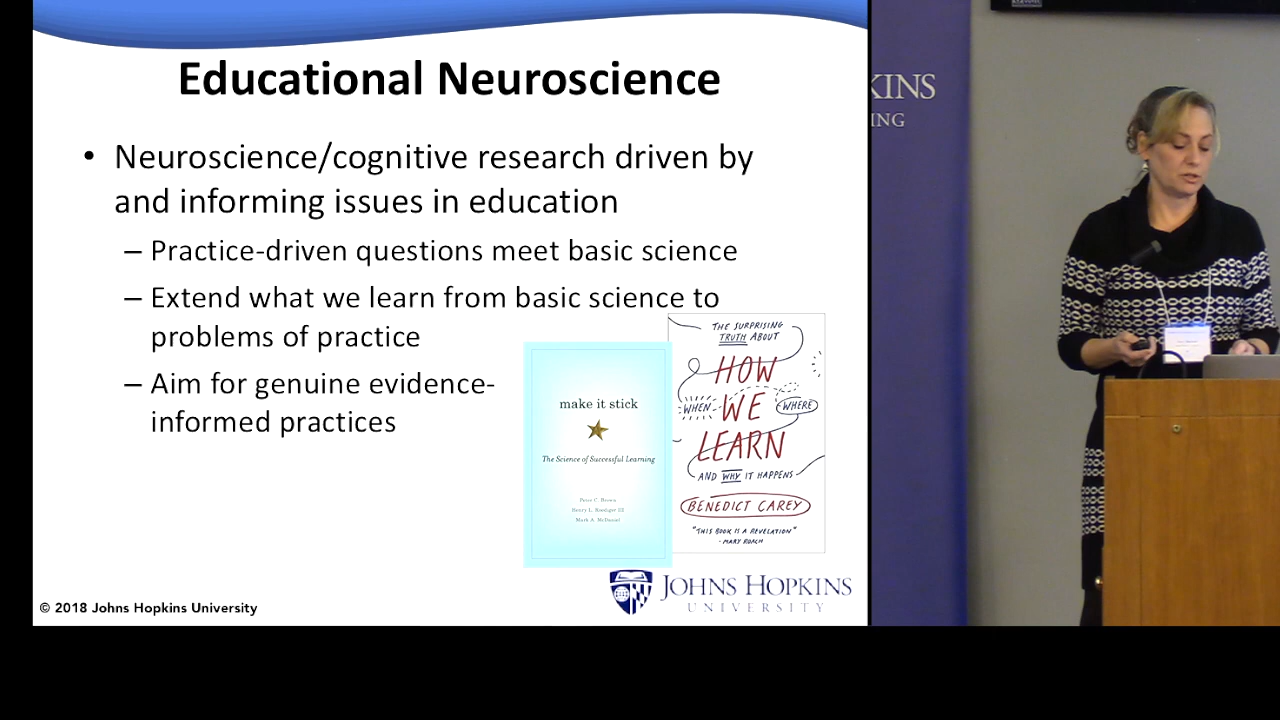 Educational Neuroscience
• Neuroscience/cognitive research driven by
and informing issues in education
– Practice-driven questions meet basic science
– Extend what we learn from basic science to
problems of practice
– Aim for genuine evidence-
informed practices
make it stick
The Science of Successful Learning
Peter C. Brown
Henry L. Roediger III
Mark A. McDaniel
THE SURPRISING
TRUTH ABOUT
HOW
WHEN WE WHERE
LEARN
AND WHY IT HAPPENS
BENEDICT CAREY
"THIS BOOK IS A REVELATION"
- MARY ROACH
© 2018 Johns Hopkins University
JOHNS HOPKINS
UNIVERSITY
KINS
ING